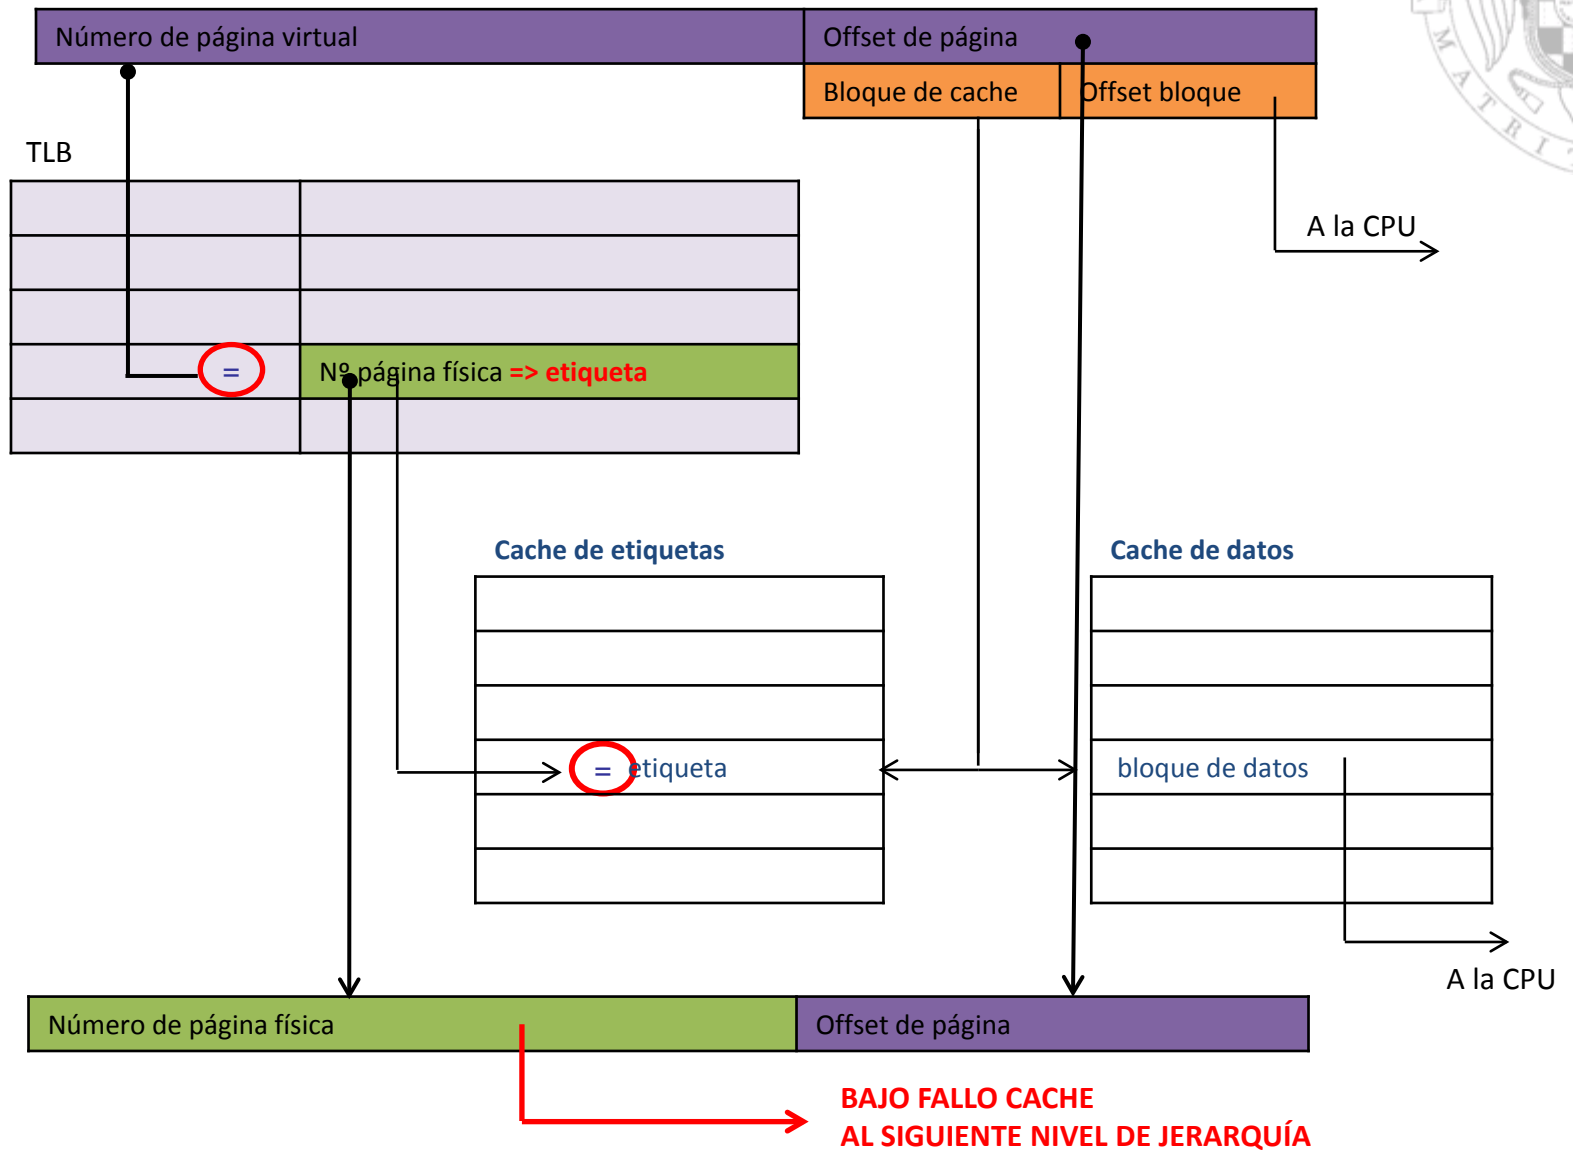 Número de página virtual
Offset de página
Bloque de cache
Offset bloque
TLB
A la CPU
=
Nº página física => etiqueta
Cache de etiquetas
Cache de datos
= etiqueta
bloque de datos
A la CPU
Número de página física
Offset de página
BAJO FALLO CACHE
AL SIGUIENTE NIVEL DE JERARQUÍA